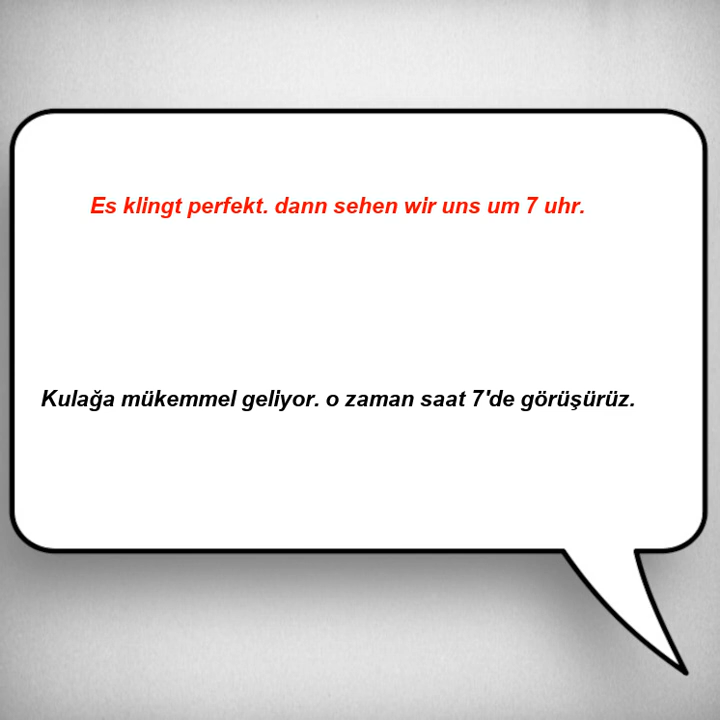 Es klingt perfekt. dann sehen wir uns um 7 uhr.
Kulağa mükemmel geliyor. o zaman saat 7'de görüşürüz.